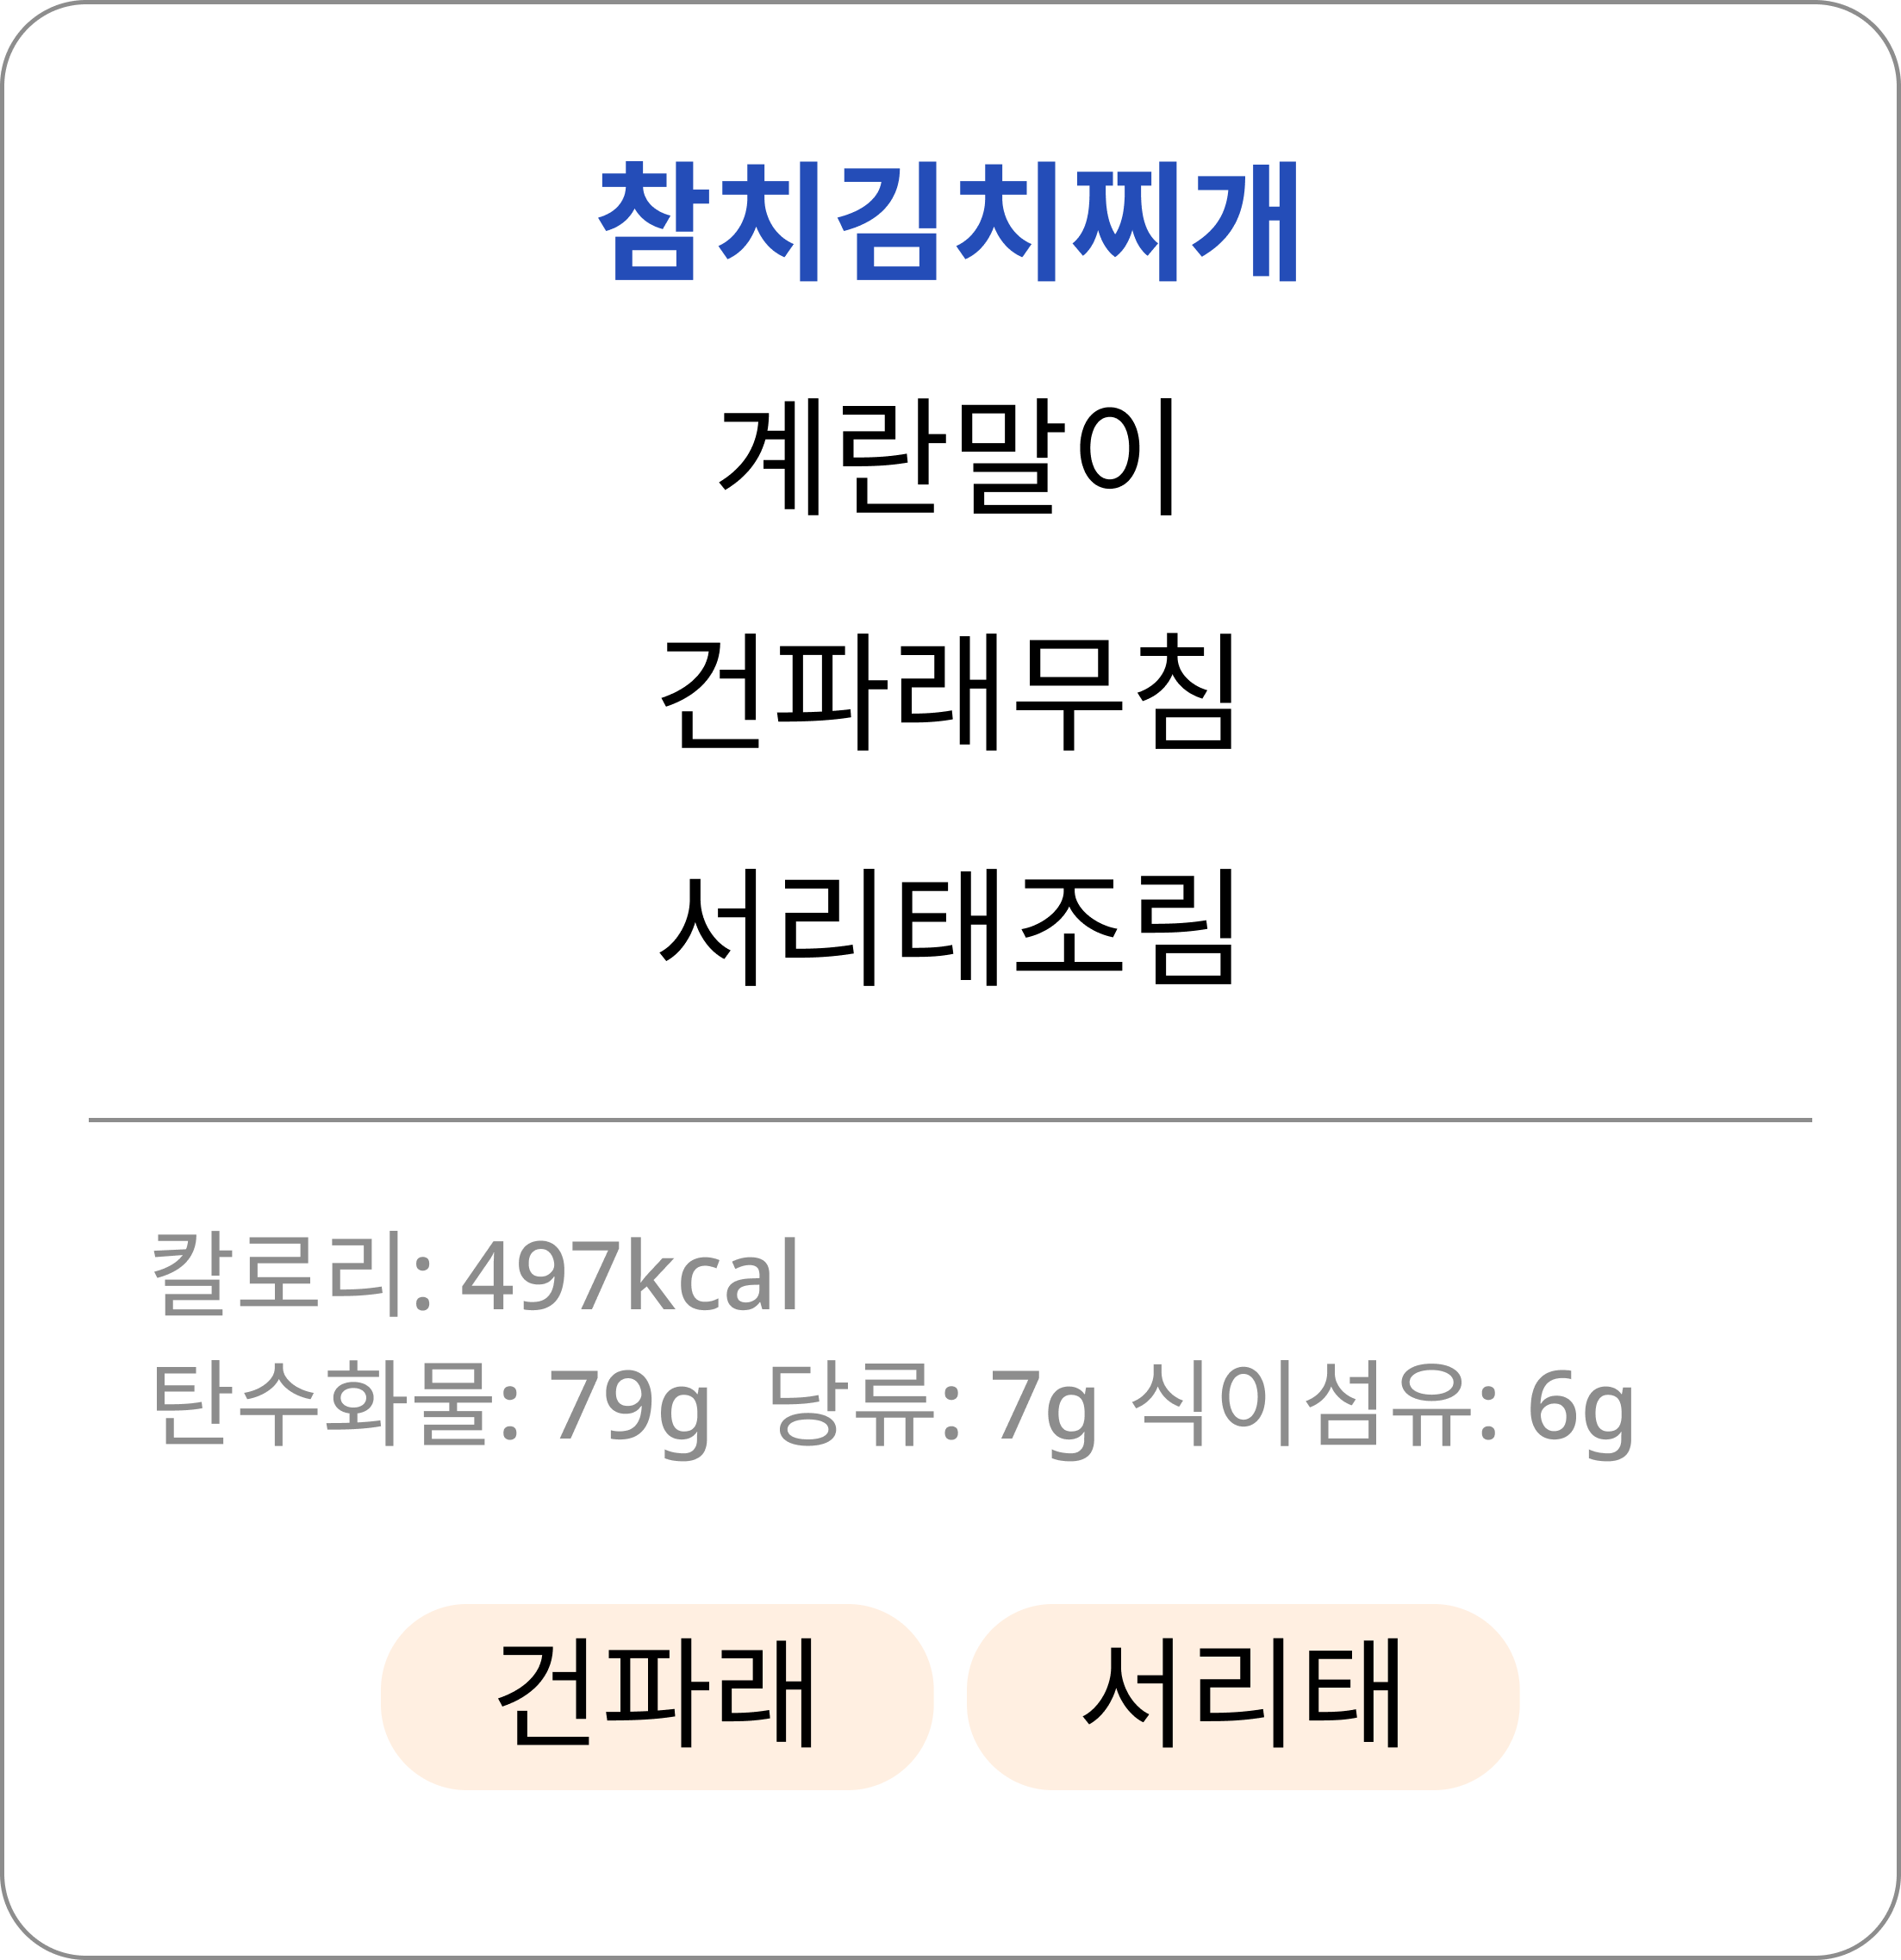 참치김치찌개
계란말이
건파래무침
서리태조림
칼로리: 497kcal
탄수화물: 79g 당류: 7g 식이섬유: 6g
건파래 서리태